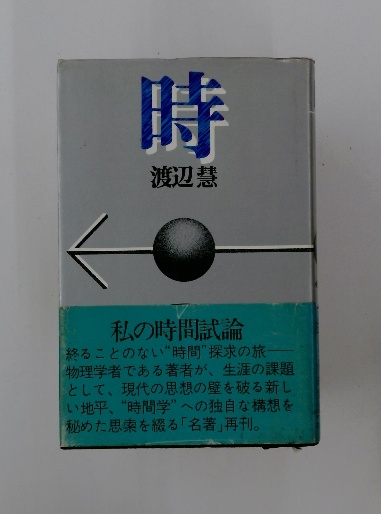 時
渡辺慧
私の時間試論
終ることのない"時間"探求の旅——
物理学者である著者が、生涯の課題
として、現代の思想の壁を破る新し
い地平、"時間学"への独自な構想を
秘めた思索を綴る「名著」再刊。